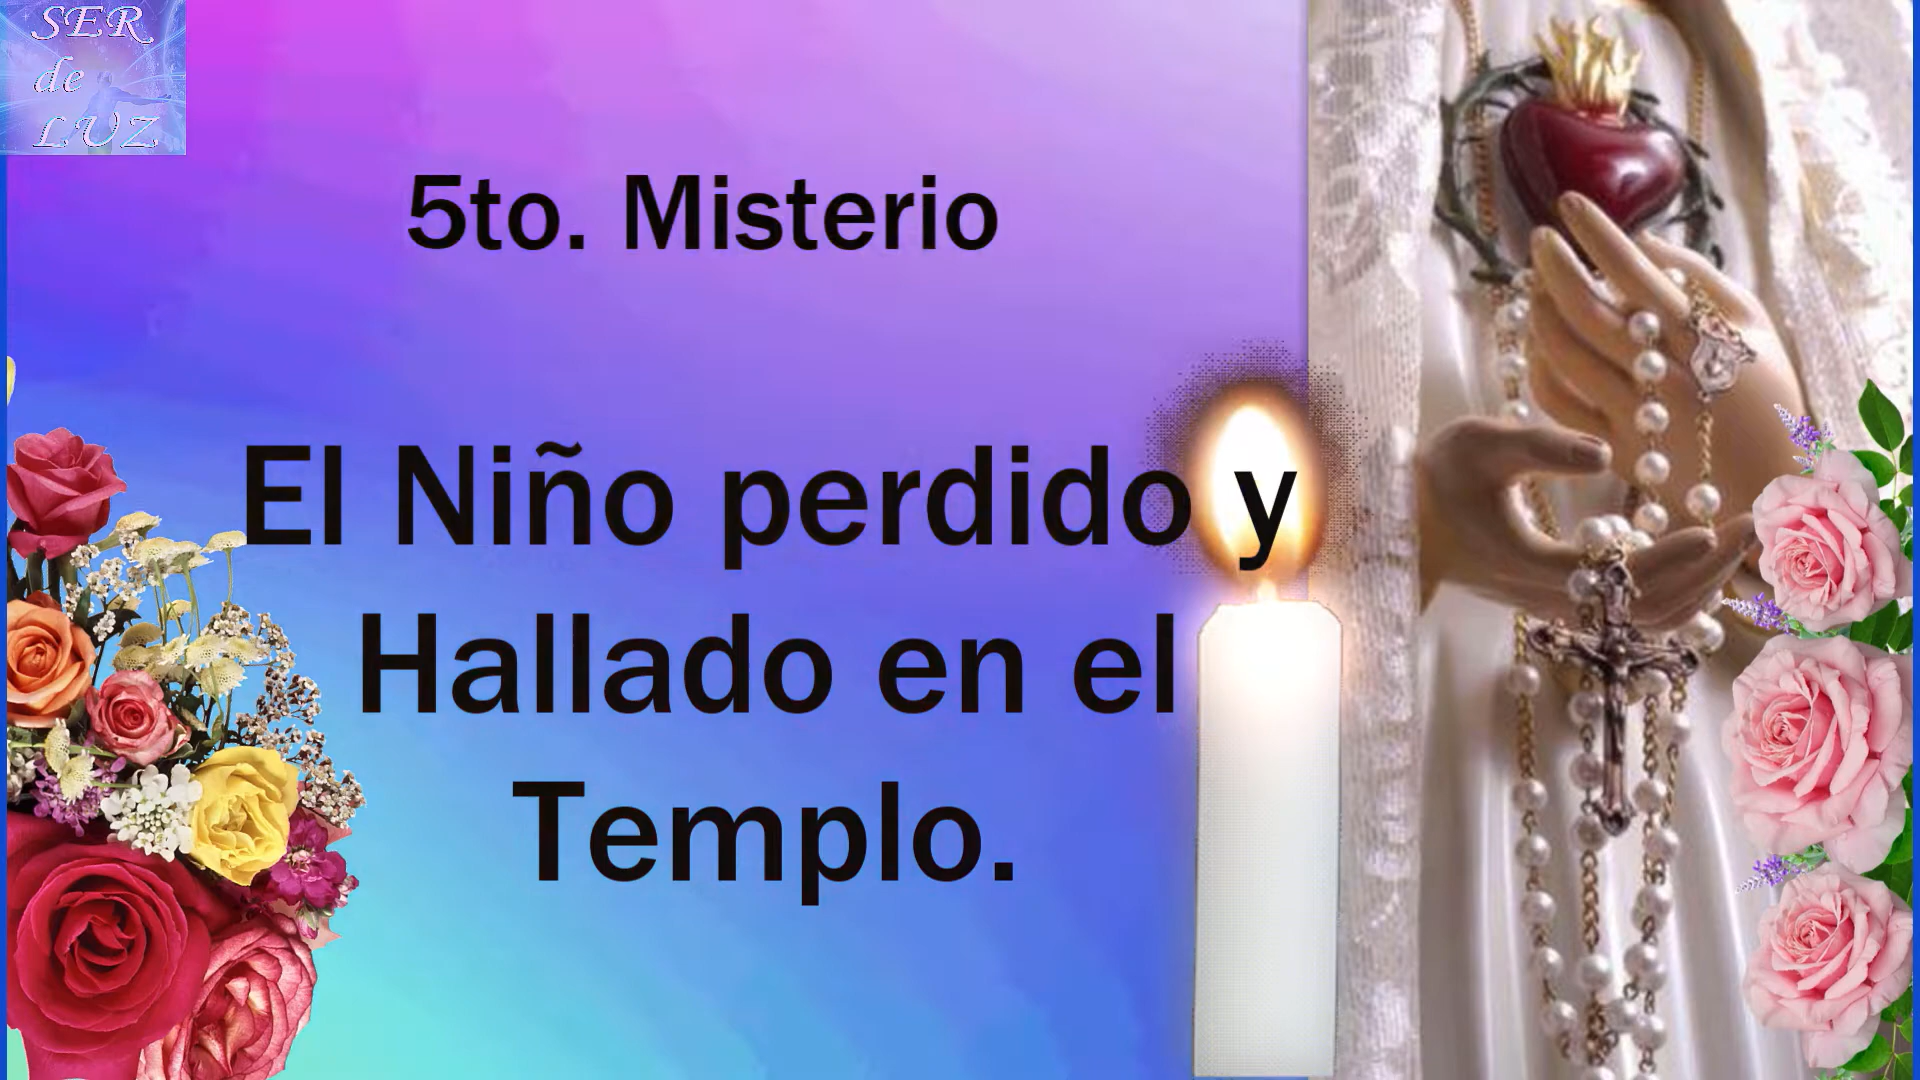 SER
de
LUZ
5to. Misterio
El Niño perdido y
Hallado en el
Templo.